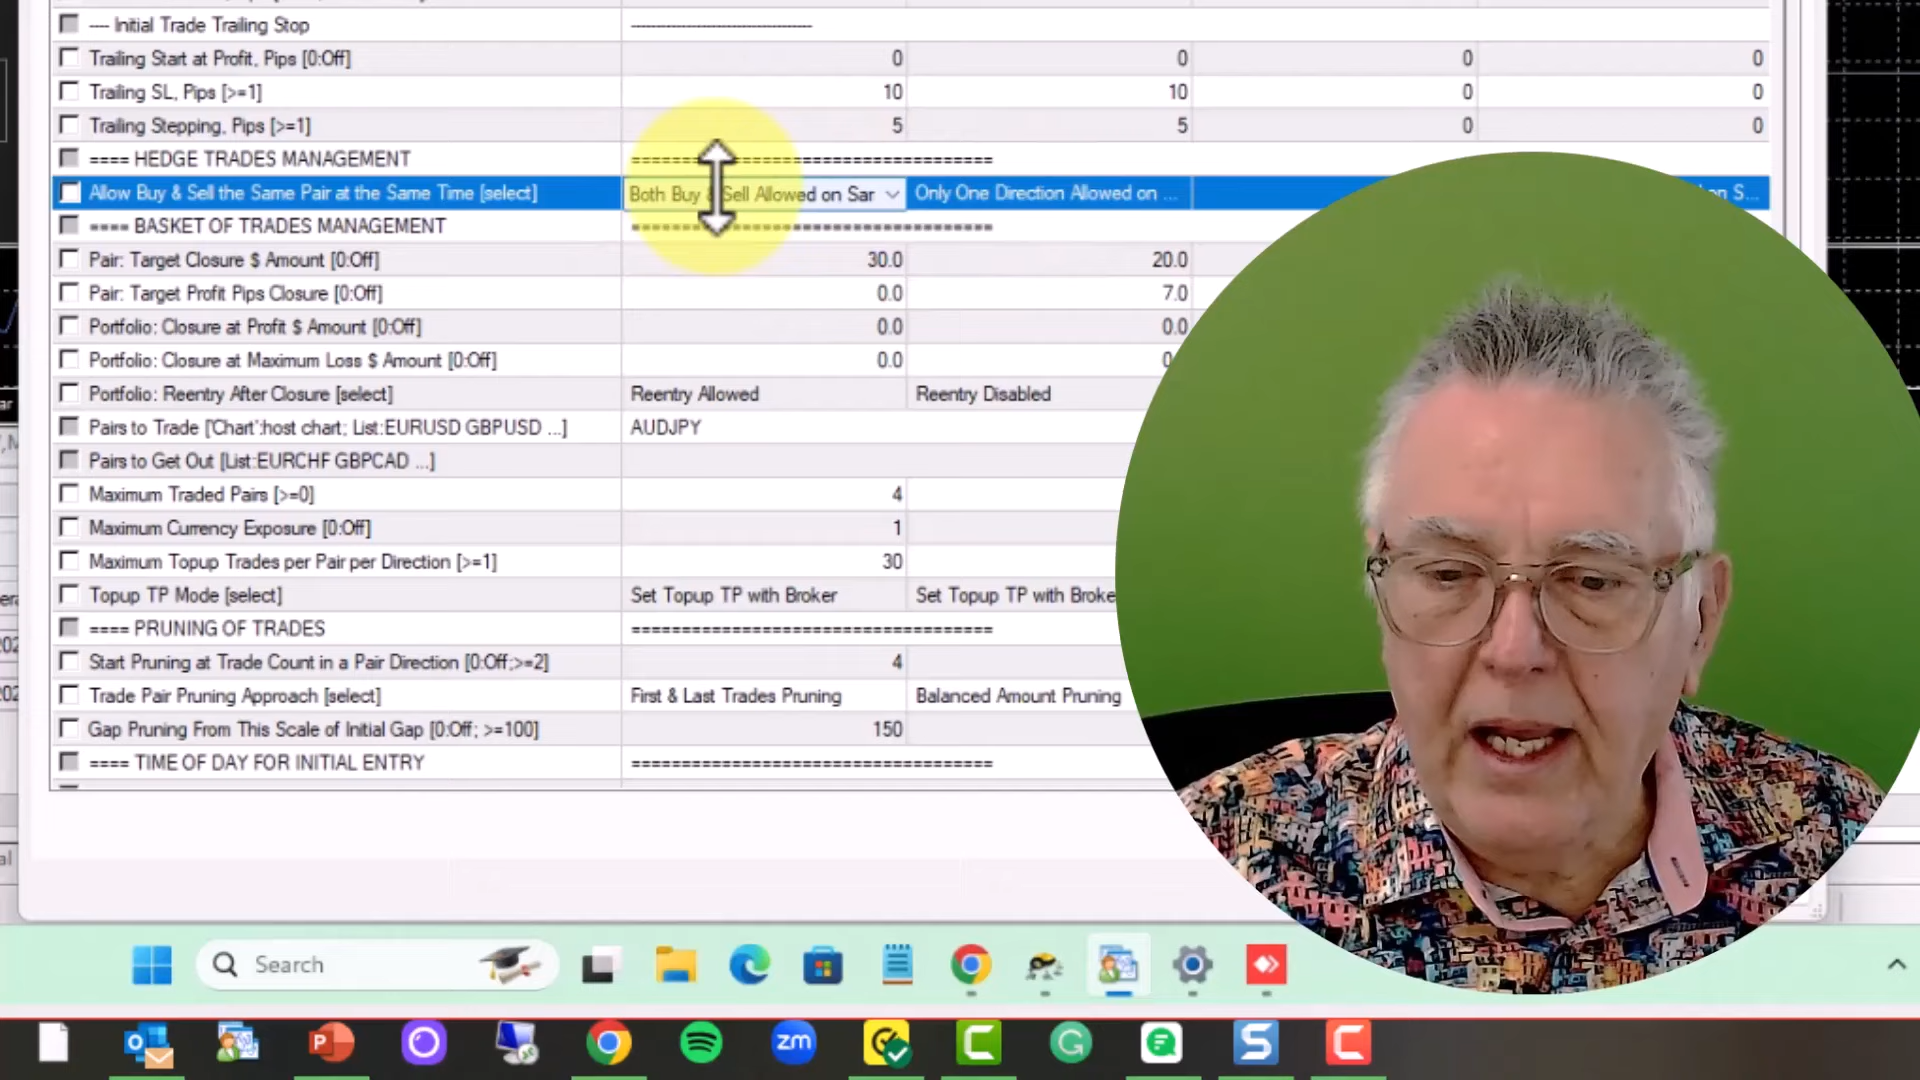 ---- Initial Trade Trailing Stop
Trailing Start at Profit, Pips [0:Off] 0 0 0 0
Trailing SL, Pips [>=1] 10 10 0 0
Trailing Stepping, Pips [>=1] 5 5 0 0
==== HEDGE TRADES MANAGEMENT ====================================
Allow Buy & Sell the Same Pair at the Same Time [select] Both Buy & Sell Allowed on Sar Only One Direction Allowed on ... on S...
==== BASKET OF TRADES MANAGEMENT ====================================
Pair: Target Closure $ Amount [0:Off] 30.0 20.0
Pair: Target Profit Pips Closure [0:Off] 0.0 7.0
Portfolio: Closure at Profit $ Amount [0:Off] 0.0 0.0
Portfolio: Closure at Maximum Loss $ Amount [0:Off] 0.0
Portfolio: Reentry After Closure [select] Reentry Allowed Reentry Disabled
Pairs to Trade ['Chart':host chart; List:EURUSD GBPUSD ...] AUDJPY
Pairs to Get Out [List:EURCHF GBPCAD ...]
Maximum Traded Pairs [>=0] 4
Maximum Currency Exposure [0:Off] 1
Maximum Topup Trades per Pair per Direction [>=1] 30
Topup TP Mode [select] Set Topup TP with Broker Set Topup TP with Broke
==== PRUNING OF TRADES ====================================
Start Pruning at Trade Count in a Pair Direction [0:Off;>=2] 4
Trade Pair Pruning Approach [select] First & Last Trades Pruning Balanced Amount Pruning
Gap Pruning From This Scale of Initial Gap [0:Off; >=100] 150
==== TIME OF DAY FOR INITIAL ENTRY ====================================
Search
zm